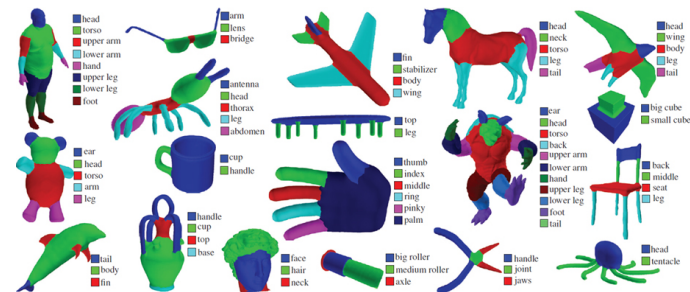 head
torso
upper arm
lower arm
hand
upper leg
lower leg
foot
arm
lens
bridge
fin
stabilizer
body
wing
head
neck
torso
leg
tail
head
wing
body
leg
tail
antenna
head
thorax
leg
abdomen
top
leg
big cube
small cube
ear
head
torso
arm
leg
cup
handle
thumb
index
middle
ring
pinky
palm
ear
head
torso
back
upper arm
lower arm
hand
upper leg
lower leg
foot
tail
back
middle
seat
leg
tail
body
fin
handle
cup
top
base
face
hair
neck
big roller
medium roller
axle
handle
joint
jaws
head
tentacle